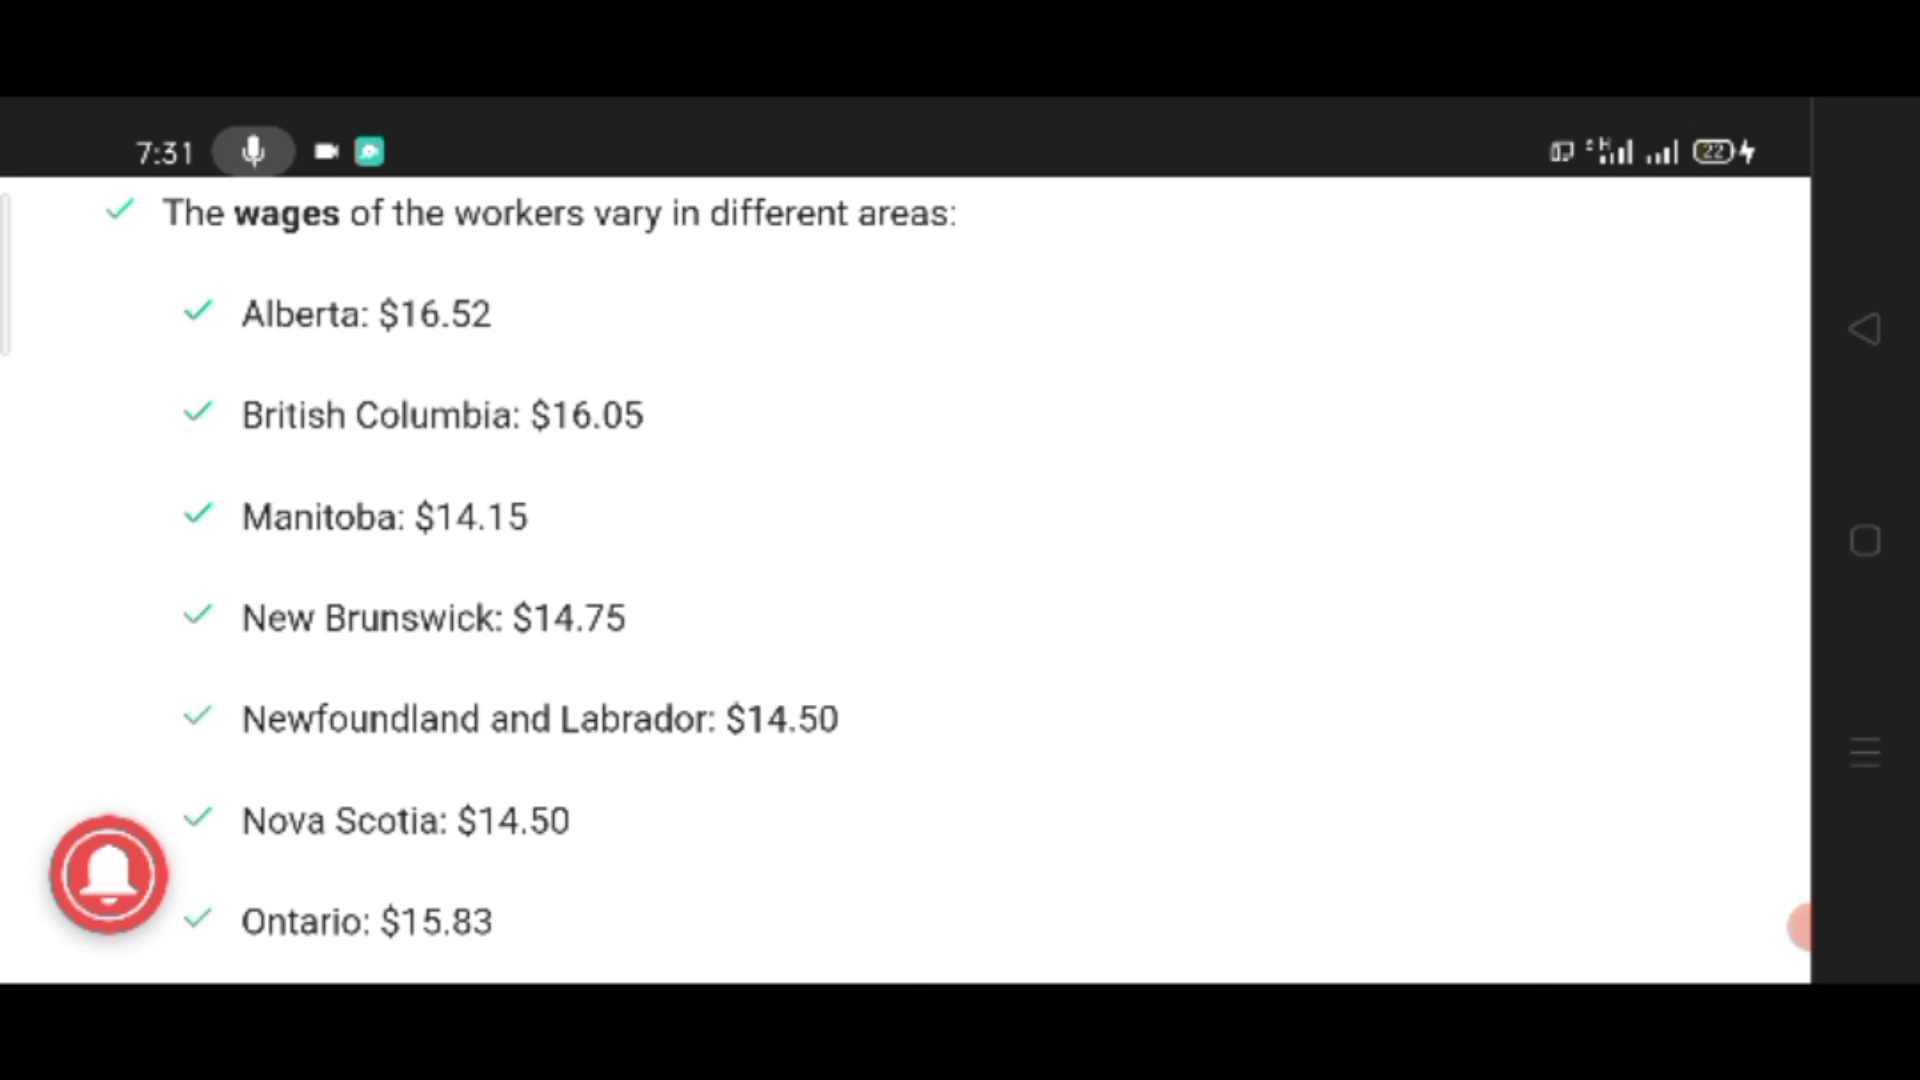 7:31
22
The wages of the workers vary in different areas:
Alberta: $16.52
British Columbia: $16.05
Manitoba: $14.15
New Brunswick: $14.75
Newfoundland and Labrador: $14.50
Nova Scotia: $14.50
Ontario: $15.83